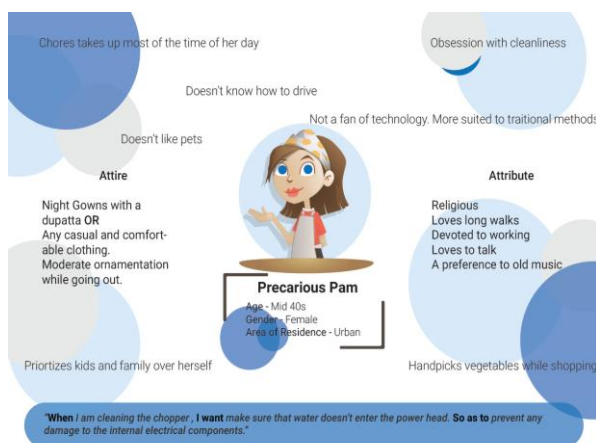 Chores takes up most of the time of her day
Obsession with cleanliness
Doesn't know how to drive
Not a fan of technology. More suited to traitional methods
Doesn't like pets
Attire
Night Gowns with a
dupatta OR
Any casual and comfort-
able clothing.
Moderate ornamentation
while going out.
Attribute
Religious
Loves long walks
Devoted to working
Loves to talk
A preference to old music
Precarious Pam
Age - Mid 40s
Gender - Female
Area of Residence - Urban
Priortizes kids and family over herself
Handpicks vegetables while shopping
"When I am cleaning the chopper , I want make sure that water doesn't enter the power head. So as to prevent any
damage to the internal electrical components."